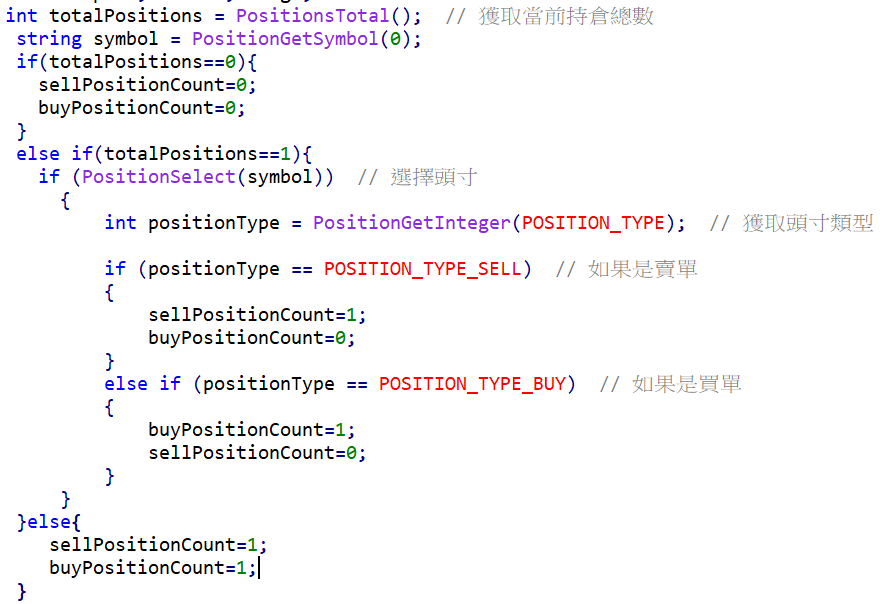 int totalPositions = PositionsTotal();  // 獲取當前持倉總數
 string symbol = PositionGetSymbol(0);
 if(totalPositions==0){
   sellPositionCount=0;
   buyPositionCount=0;
 }
 else if(totalPositions==1){
   if (PositionSelect(symbol))  // 選擇頭寸
     {
         int positionType = PositionGetInteger(POSITION_TYPE);  // 獲取頭寸類型

         if (positionType == POSITION_TYPE_SELL)  // 如果是賣單
         {
             sellPositionCount=1;
             buyPositionCount=0;
         }
         else if (positionType == POSITION_TYPE_BUY)  // 如果是買單
         {
             buyPositionCount=1;
             sellPositionCount=0;
         }
     }
 }else{
    sellPositionCount=1;
    buyPositionCount=1;
 }